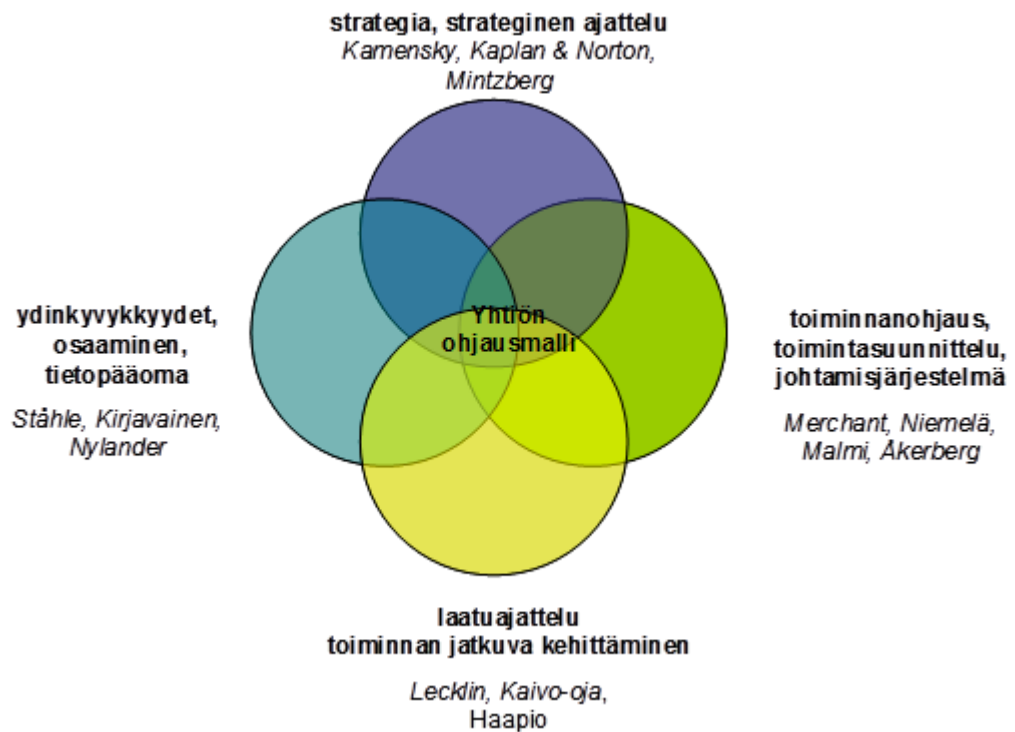 strategia, strateginen ajattelu
Kamensky, Kaplan & Norton,
Mintzberg
ydinkyvykkyydet,
osaaminen,
tietopääoma
Ståhle, Kirjavainen,
Nylander
Yhtiön
ohjausmalli
toiminnanohjaus,
toimintasuunnittelu,
johtamisjärjestelmä
Merchant, Niemelä,
Malmi, Åkerberg
laatuajattelu
toiminnan jatkuva kehittäminen
Lecklin, Kaivo-oja,
Haapio